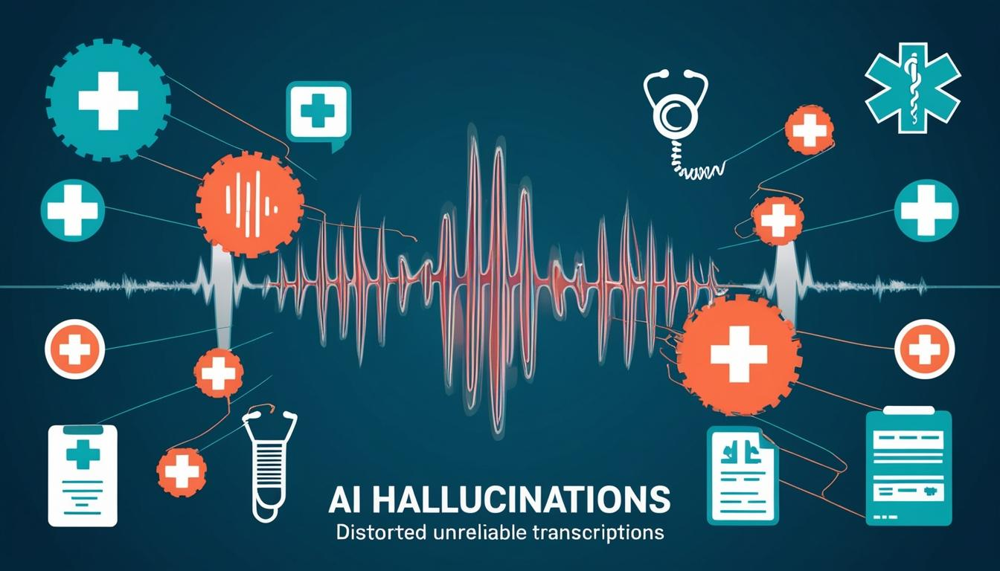 AI HALLUCINATIONS
Distorted unreliable transcriptions